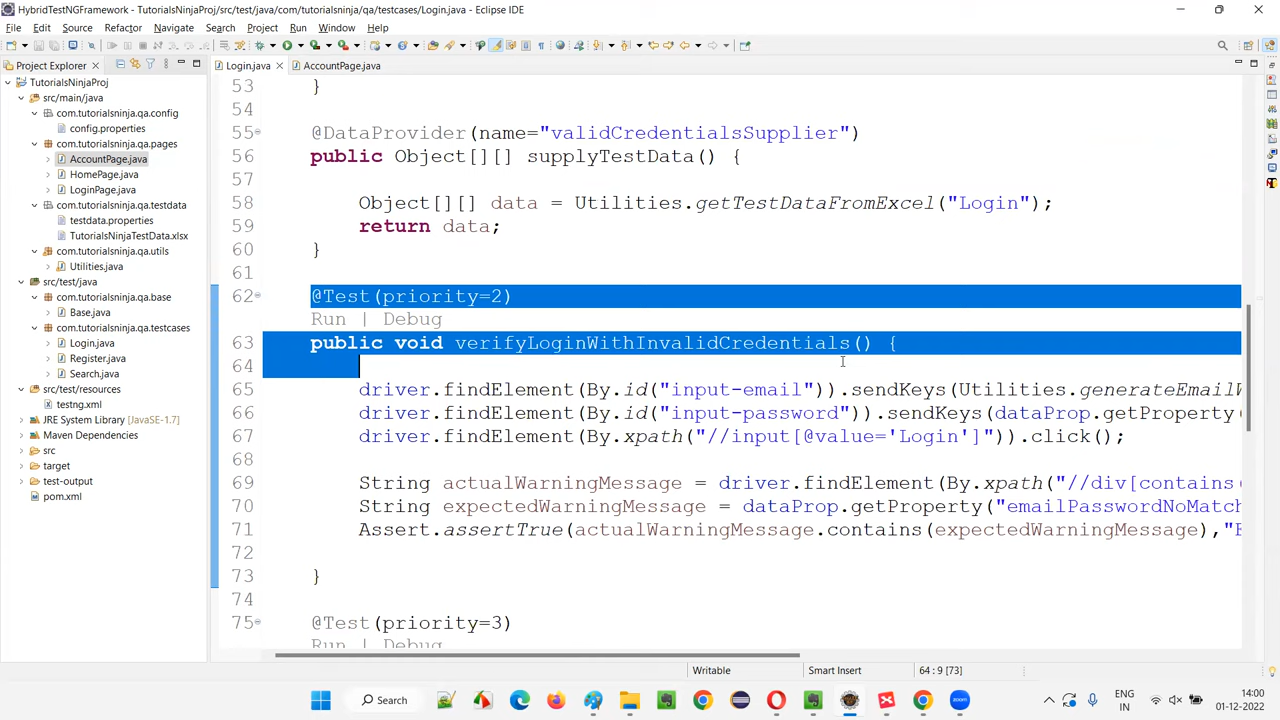 HybridTestNGFramework - TutorialsNinjaProj/src/test/java/com/tutorialsninja/qa/testcases/Login.java - Eclipse IDE
File Edit Source Refactor Navigate Search Project Run Window Help
Project Explorer
Login.java AccountPage.java
TutorialsNinjaProj
src/main/java
com.tutorialsninja.qa.config
config.properties
com.tutorialsninja.qa.pages
AccountPage.java
HomePage.java
LoginPage.java
com.tutorialsninja.qa.testdata
testdata.properties
TutorialsNinjaTestData.xlsx
com.tutorialsninja.qa.utils
Utilities.java
src/test/java
com.tutorialsninja.qa.base
Base.java
com.tutorialsninja.qa.testcases
Login.java
Register.java
Search.java
src/test/resources
testng.xml
JRE System Library [JavaSE-1.7]
Maven Dependencies
src
target
test-output
pom.xml
53 }
54
55 @DataProvider(name="validCredentialsSupplier")
56 public Object[][] supplyTestData() {
57
58 Object[][] data = Utilities.getTestDataFromExcel("Login");
59 return data;
60 }
61
62 @Test(priority=2)
Run | Debug
63 public void verifyLoginWithInvalidCredentials() {
64
65 driver.findElement(By.id("input-email")).sendKeys(Utilities.generateEmailW
66 driver.findElement(By.id("input-password")).sendKeys(dataProp.getProperty(
67 driver.findElement(By.xpath("//input[@value='Login']")).click();
68
69 String actualWarningMessage = driver.findElement(By.xpath("//div[contains(
70 String expectedWarningMessage = dataProp.getProperty("emailPasswordNoMatch
71 Assert.assertTrue(actualWarningMessage.contains(expectedWarningMessage),"E
72
73 }
74
75 @Test(priority=3)
Run | Debug
Writable Smart Insert 64 : 9 [73]
Search
ENG
IN
14:00
01-12-2022